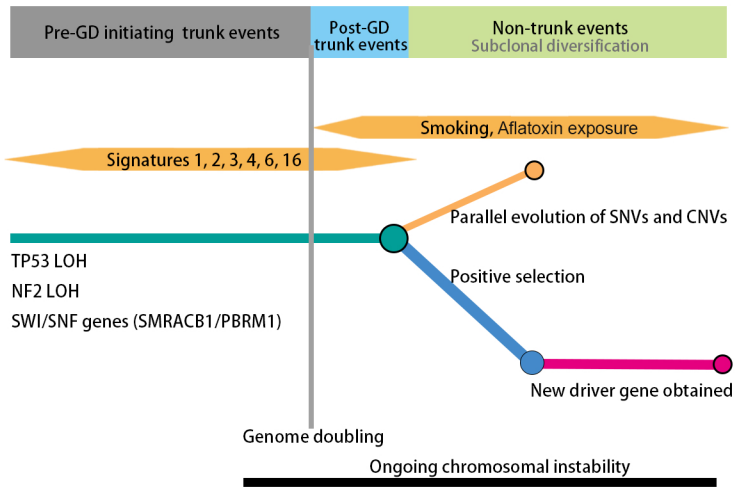 Pre-GD initiating trunk events
Post-GD
trunk events
Non-trunk events
Subclonal diversification
Smoking, Aflatoxin exposure
Signatures 1, 2, 3, 4, 6, 16
Parallel evolution of SNVs and CNVs
TP53 LOH
Positive selection
NF2 LOH
SWI/SNF genes (SMRACB1/PBRM1)
New driver gene obtained
Genome doubling
Ongoing chromosomal instability